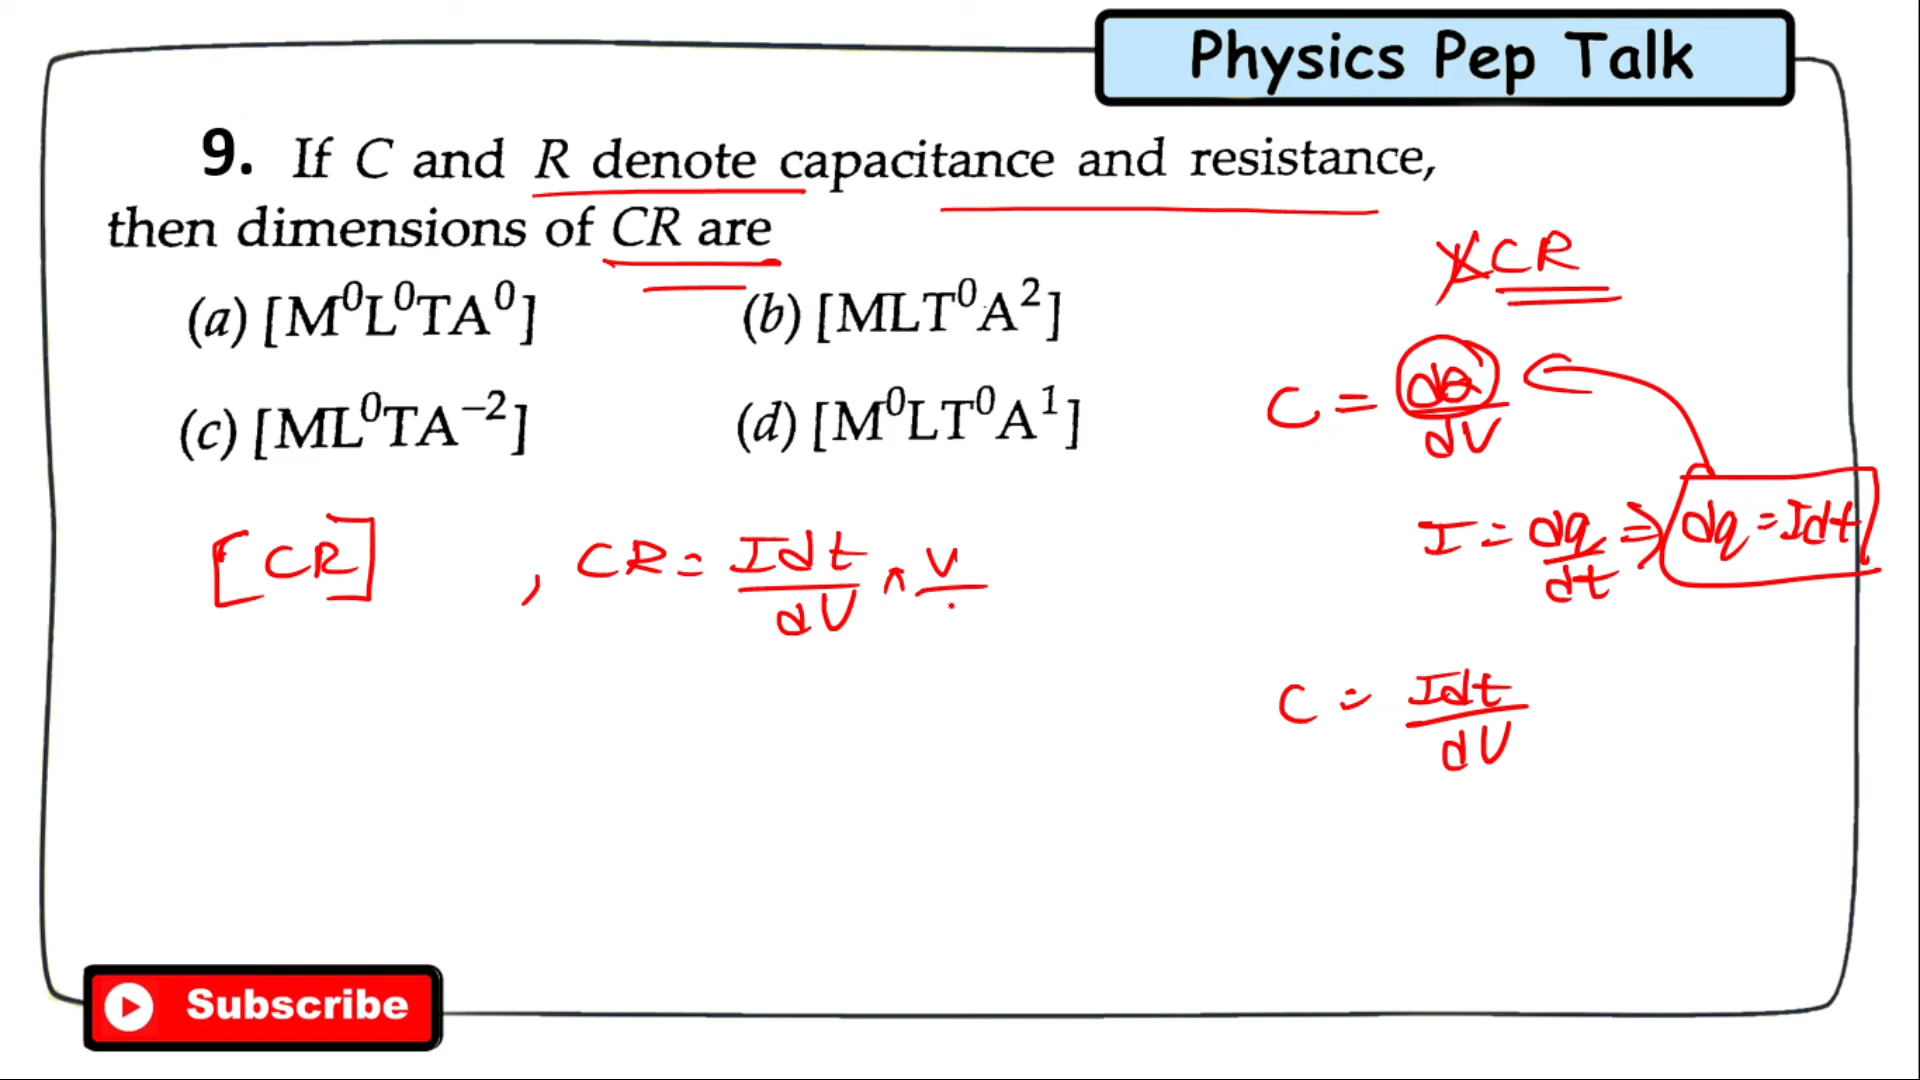 Physics Pep Talk
9. If C and R denote capacitance and resistance,
then dimensions of CR are
(a) [M⁰L⁰TA⁰] (b) [MLT⁰A²]
(c) [ML⁰TA⁻²] (d) [M⁰LT⁰A¹]
CR
C = dQ/dV
I = dq/dt ⇒ dq = Idt
[CR] , CR = Idt/dV × V/
C = Idt/dV
Subscribe